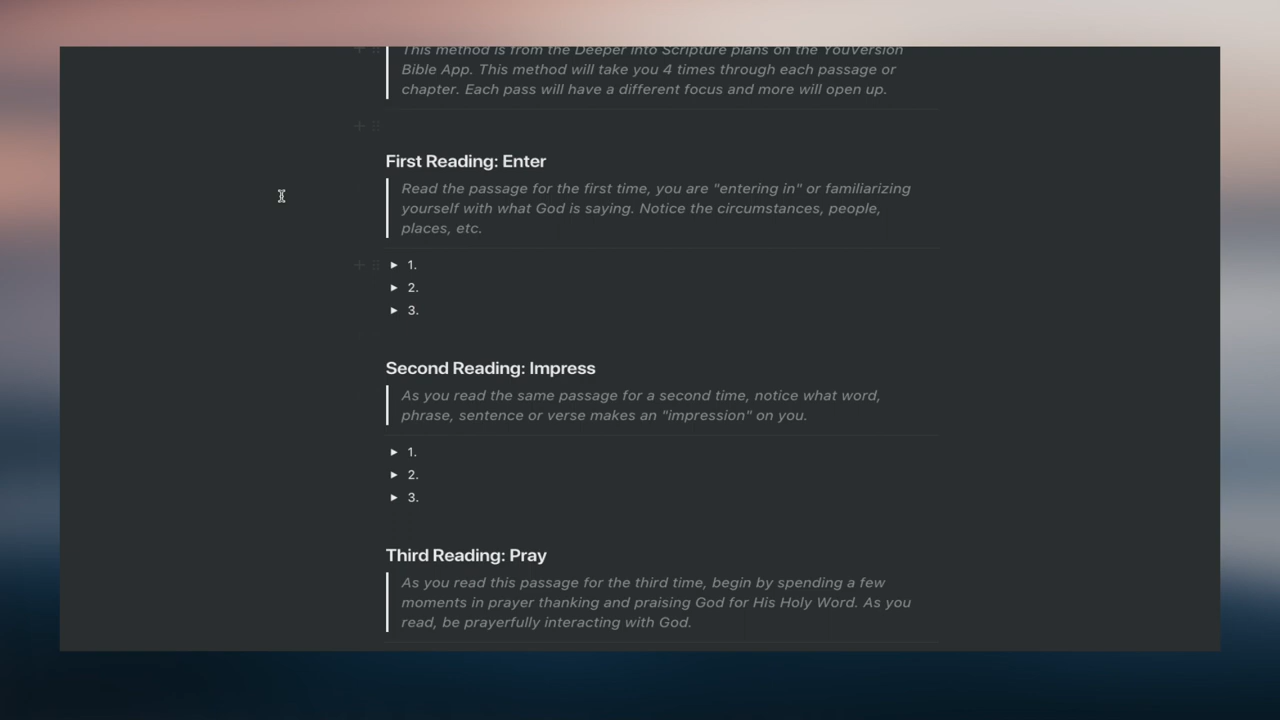 This method is from the Deeper into Scripture plans on the YouVersion
Bible App. This method will take you 4 times through each passage or
chapter. Each pass will have a different focus and more will open up.
First Reading: Enter
Read the passage for the first time, you are "entering in" or familiarizing
yourself with what God is saying. Notice the circumstances, people,
places, etc.
1.
2.
3.
Second Reading: Impress
As you read the same passage for a second time, notice what word,
phrase, sentence or verse makes an "impression" on you.
1.
2.
3.
Third Reading: Pray
As you read this passage for the third time, begin by spending a few
moments in prayer thanking and praising God for His Holy Word. As you
read, be prayerfully interacting with God.